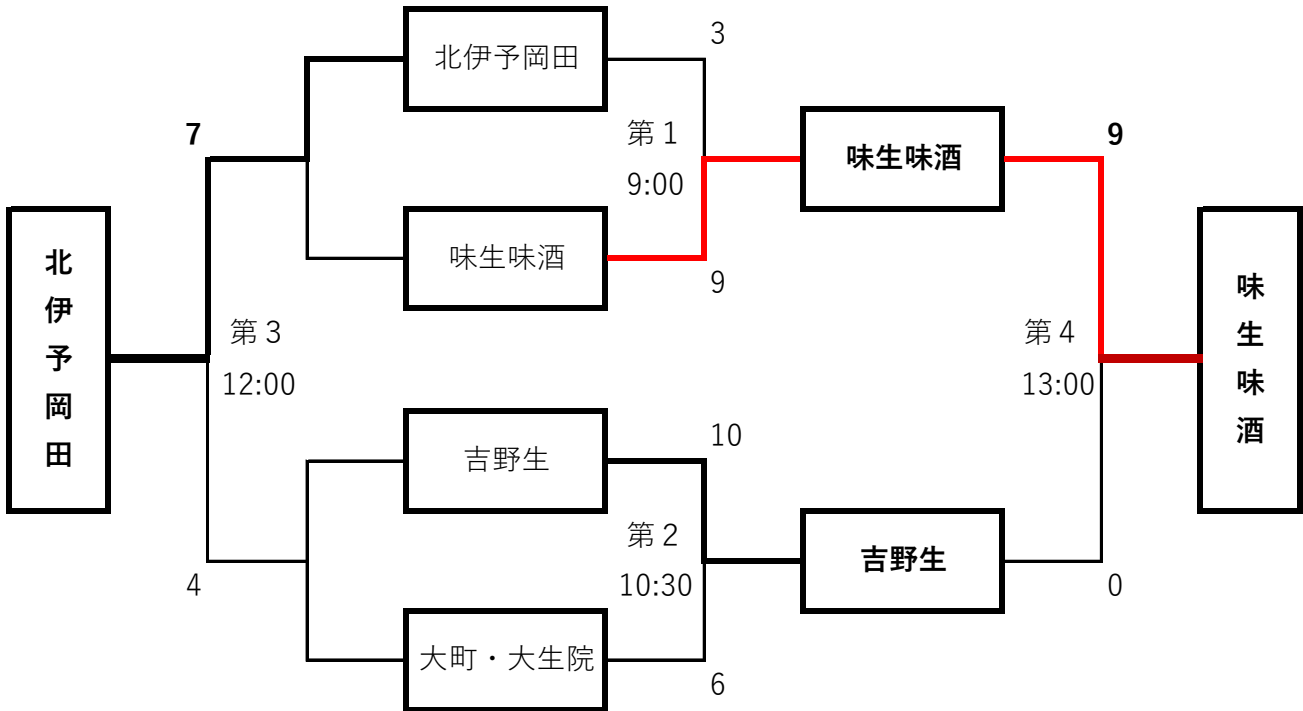 北伊予岡田
3
7
第1
9:00
味生味酒
9
味生味酒
9
北伊予岡田
第3
12:00
第4
13:00
味生味酒
吉野生
10
第2
10:30
吉野生
4
0
大町・大生院
6